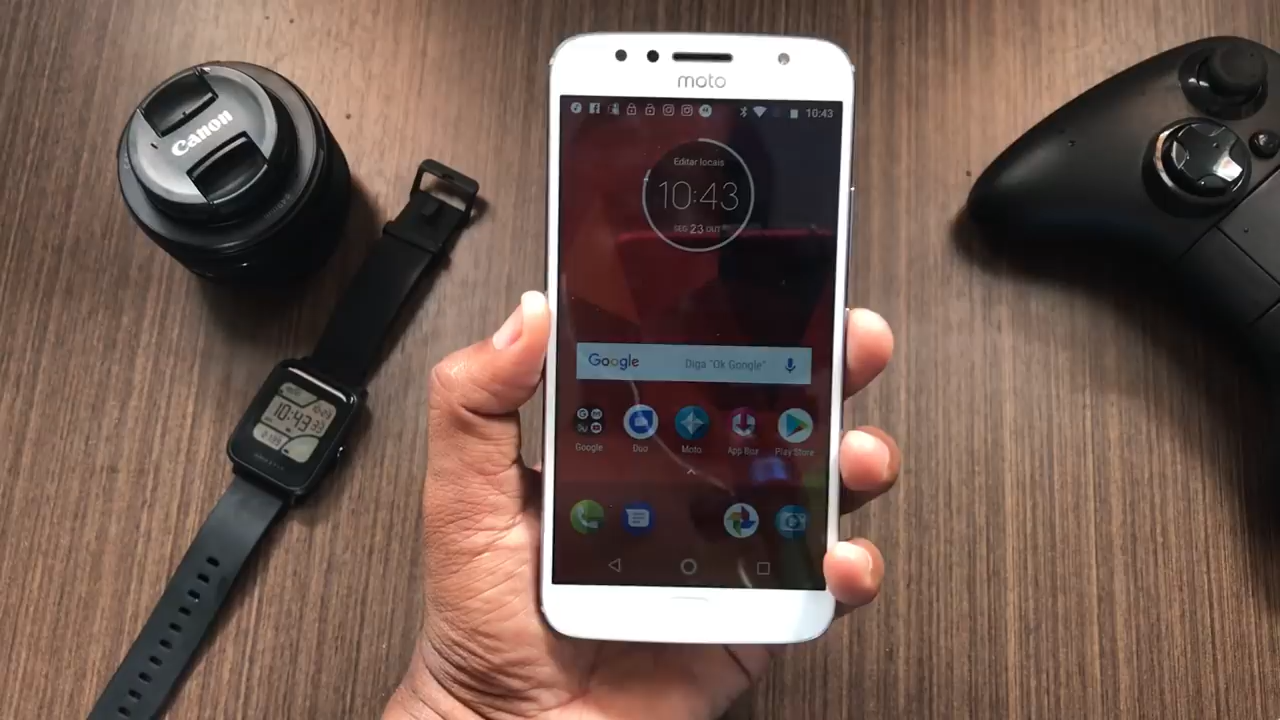 Canon
moto
10:43
Editar locais
10:43
SEG 23 OUT
Google Diga "Ok Google"
Google Duo Moto App Box Play Store
10:43